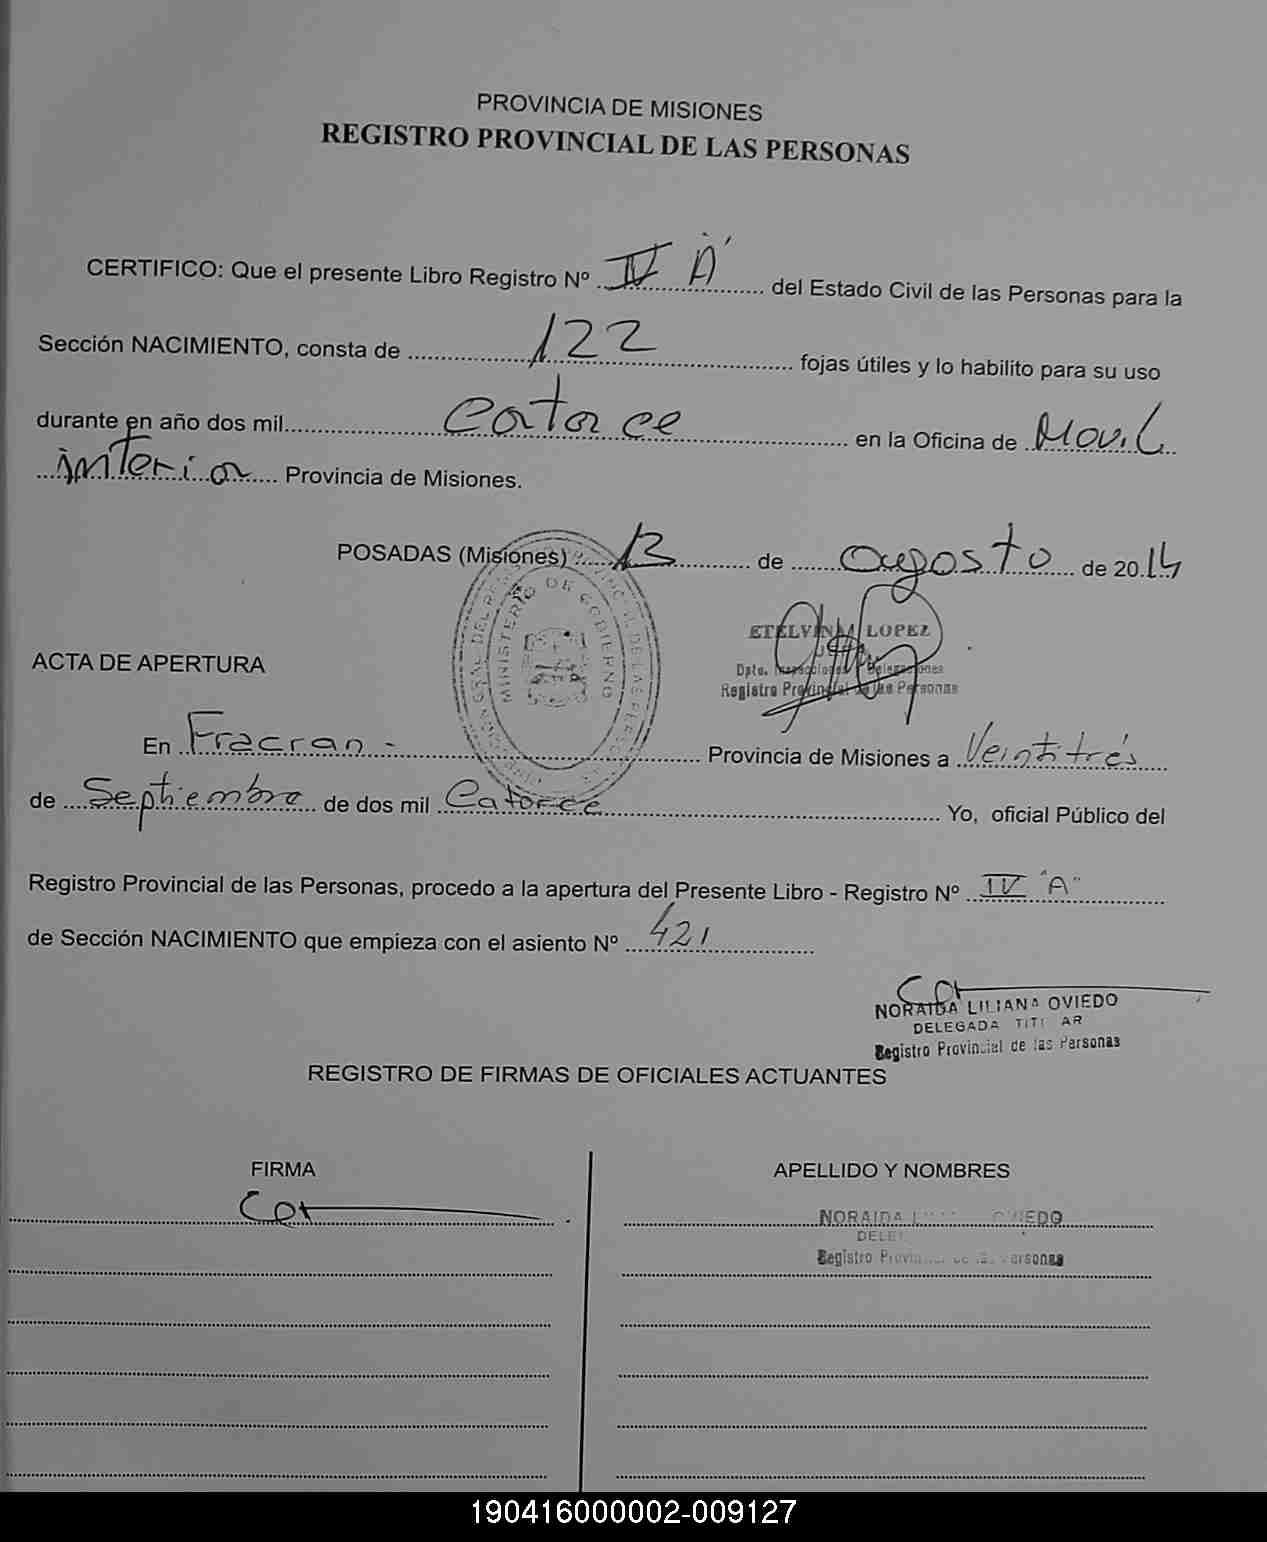 PROVINCIA DE MISIONES
REGISTRO PROVINCIAL DE LAS PERSONAS
CERTIFICO: Que el presente Libro Registro Nº IV "A" del Estado Civil de las Personas para la
Sección NACIMIENTO, consta de 122 fojas útiles y lo habilito para su uso
durante en año dos mil catorce en la Oficina de Movil
interior Provincia de Misiones.
POSADAS (Misiones) 13 de agosto de 2014
MINISTERIO DE GOBIERNO
ETELVINA LOPEZ
Dpto. Inspecciones y Delegaciones
Registro Provincial de las Personas
ACTA DE APERTURA
En Fracran - Provincia de Misiones a Veintitrés
de Septiembre de dos mil Catorce Yo, oficial Público del
Registro Provincial de las Personas, procedo a la apertura del Presente Libro - Registro Nº IV "A"
de Sección NACIMIENTO que empieza con el asiento Nº 421
NORAIDA LILIANA OVIEDO
DELEGADA TITULAR
Registro Provincial de las Personas
REGISTRO DE FIRMAS DE OFICIALES ACTUANTES
FIRMA APELLIDO Y NOMBRES
NORAIDA OVIEDO
Registro Personas
190416000002-009127